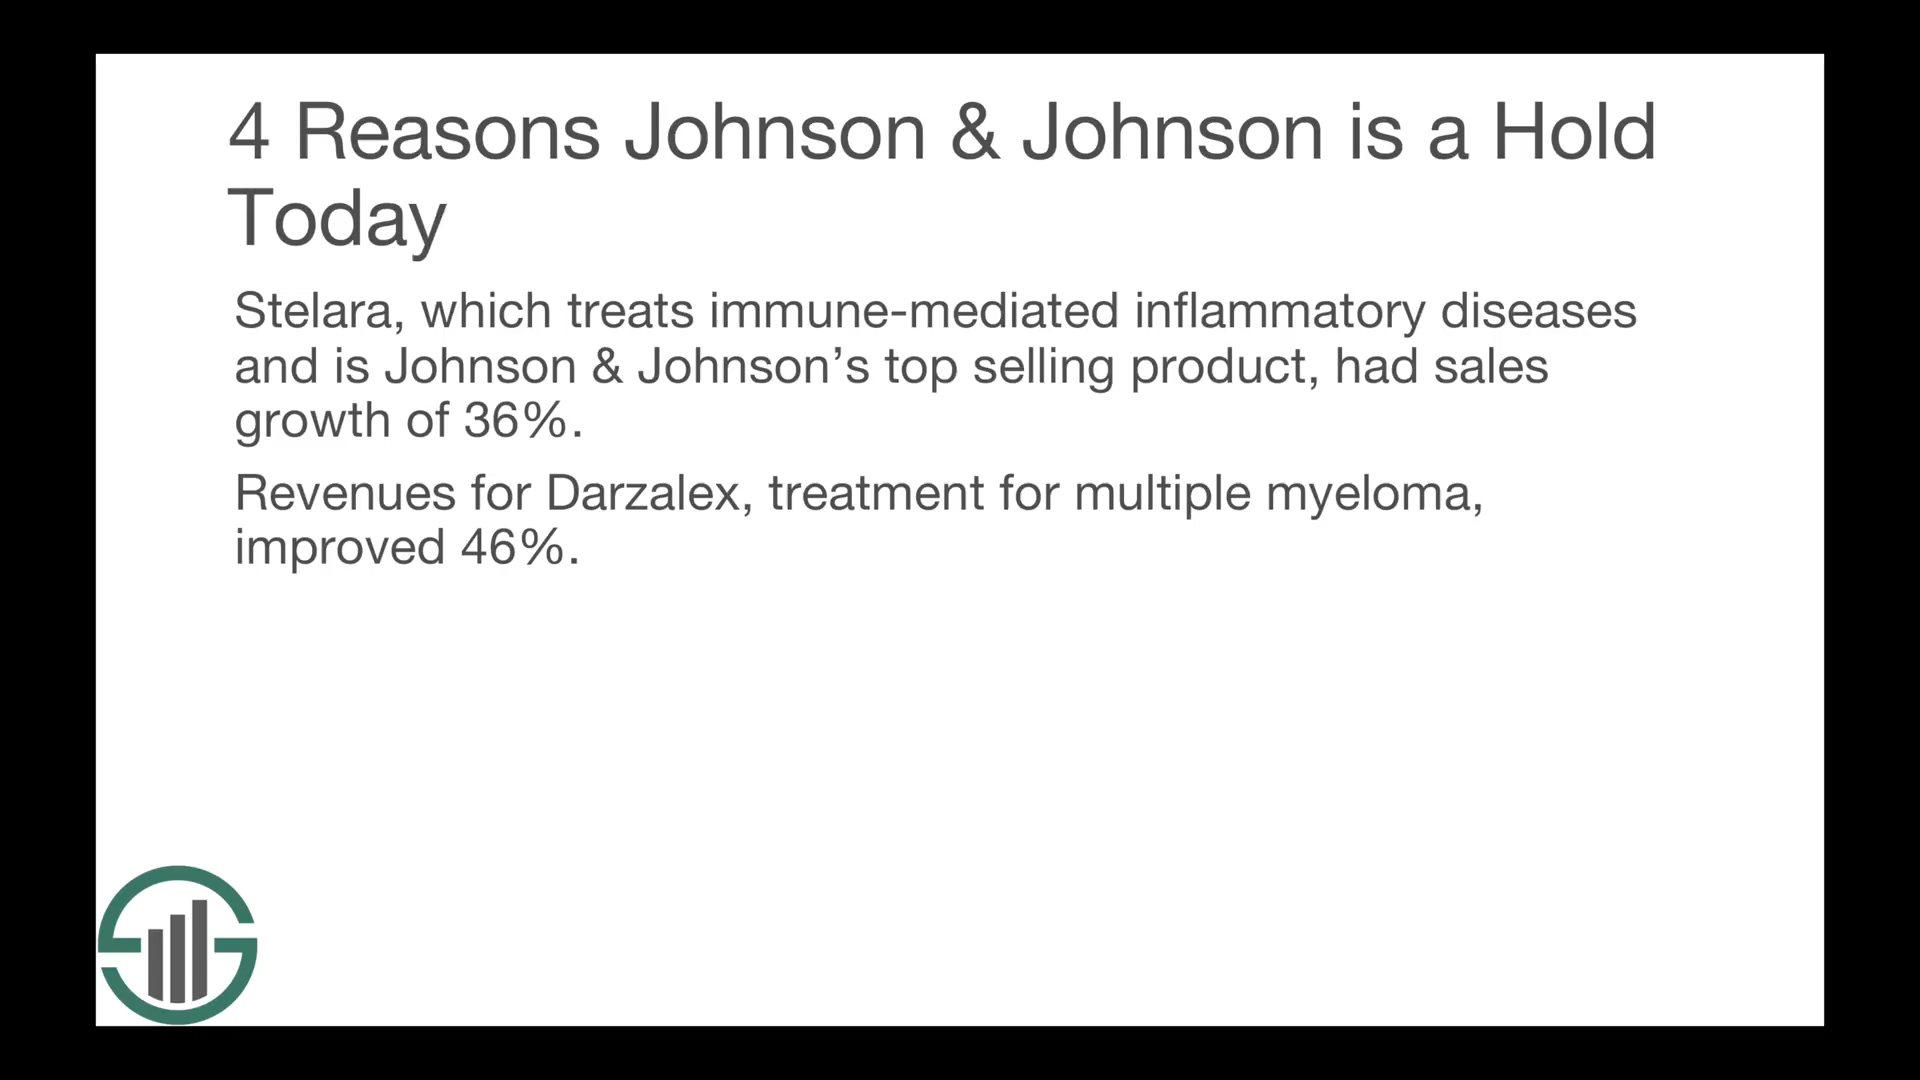 4 Reasons Johnson & Johnson is a Hold
Today
Stelara, which treats immune-mediated inflammatory diseases
and is Johnson & Johnson’s top selling product, had sales
growth of 36%.
Revenues for Darzalex, treatment for multiple myeloma,
improved 46%.